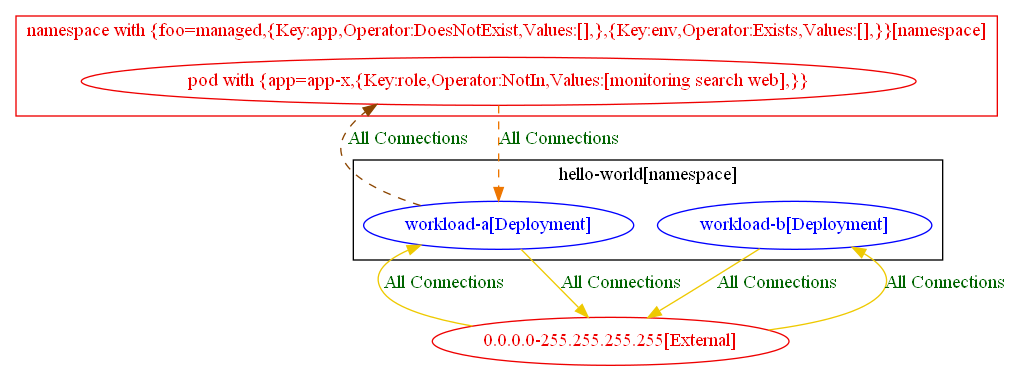 namespace with {foo=managed,{Key:app,Operator:DoesNotExist,Values:[],},{Key:env,Operator:Exists,Values:[],}}[namespace]
pod with {app=app-x,{Key:role,Operator:NotIn,Values:[monitoring search web],}}
All Connections
All Connections
hello-world[namespace]
workload-a[Deployment]
workload-b[Deployment]
All Connections
All Connections
All Connections
All Connections
0.0.0.0-255.255.255.255[External]